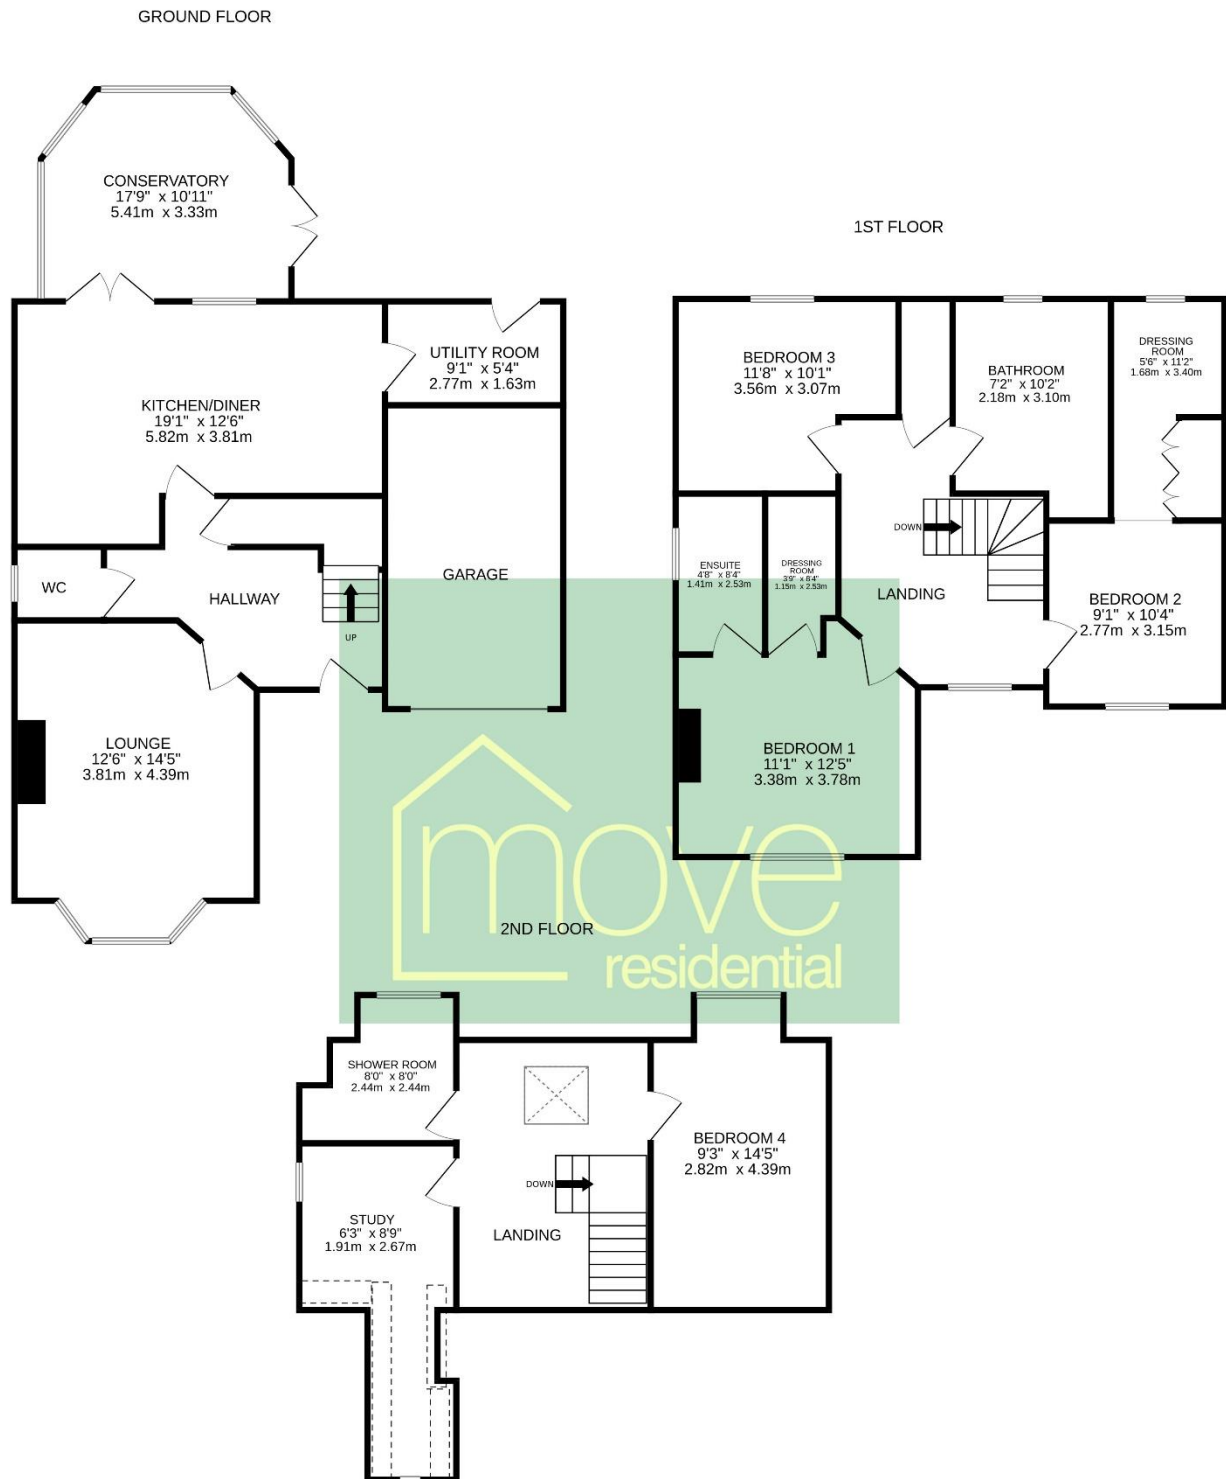 GROUND FLOOR
CONSERVATORY
17'9" x 10'11"
5.41m x 3.33m
KITCHEN/DINER
19'1" x 12'6"
5.82m x 3.81m
UTILITY ROOM
9'1" x 5'4"
2.77m x 1.63m
GARAGE
WC
HALLWAY
UP
LOUNGE
12'6" x 14'5"
3.81m x 4.39m
1ST FLOOR
BEDROOM 3
11'8" x 10'1"
3.56m x 3.07m
BATHROOM
7'2" x 10'2"
2.18m x 3.10m
DRESSING
ROOM
5'6" x 11'2"
1.68m x 3.40m
DOWN
ENSUITE
4'8" x 8'4"
1.41m x 2.53m
DRESSING
ROOM
3'9" x 8'4"
1.15m x 2.53m
LANDING
BEDROOM 2
9'1" x 10'4"
2.77m x 3.15m
BEDROOM 1
11'1" x 12'5"
3.38m x 3.78m
move
residential
2ND FLOOR
SHOWER ROOM
8'0" x 8'0"
2.44m x 2.44m
BEDROOM 4
9'3" x 14'5"
2.82m x 4.39m
DOWN
LANDING
STUDY
6'3" x 8'9"
1.91m x 2.67m